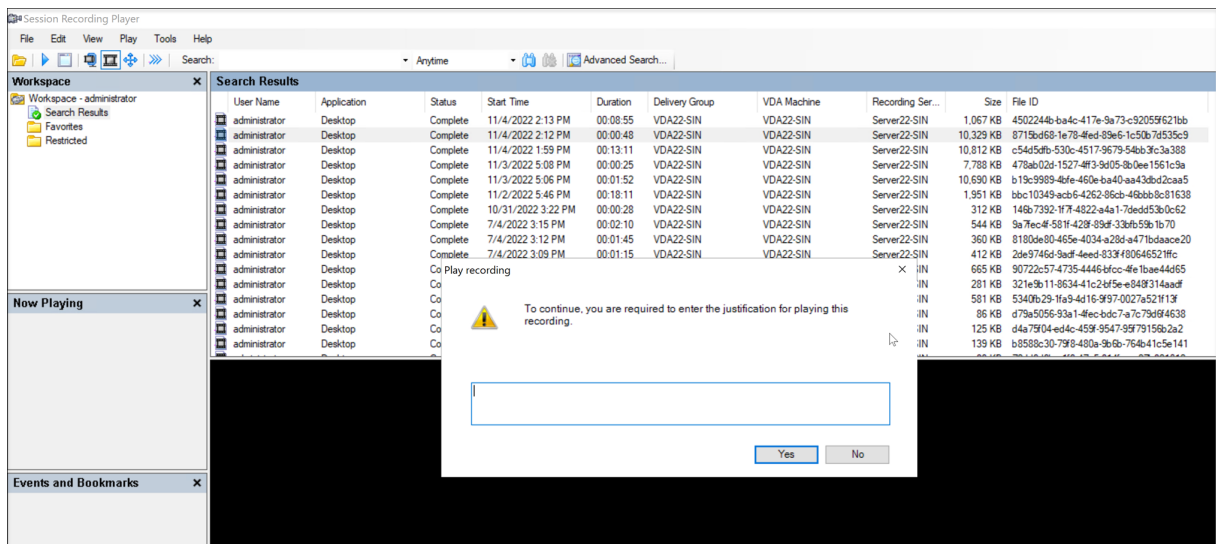 Session Recording Player
File Edit View Play Tools Help
Search: Anytime Advanced Search...
Workspace
Workspace - administrator
Search Results
Favorites
Restricted
Search Results
User Name Application Status Start Time Duration Delivery Group VDA Machine Recording Ser... Size File ID
administrator Desktop Complete 11/4/2022 2:13 PM 00:08:55 VDA22-SIN VDA22-SIN Server22-SIN 1,067 KB 4502244b-ba4c-417e-9a73-c92055f621bb
administrator Desktop Complete 11/4/2022 2:12 PM 00:00:48 VDA22-SIN VDA22-SIN Server22-SIN 10,329 KB 8715bd68-1e78-4fed-89e6-1c50b7d535c9
administrator Desktop Complete 11/4/2022 1:59 PM 00:13:11 VDA22-SIN VDA22-SIN Server22-SIN 10,812 KB c54d5dfb-530c-4517-9679-54bb3fc3a388
administrator Desktop Complete 11/3/2022 5:08 PM 00:00:25 VDA22-SIN VDA22-SIN Server22-SIN 7,788 KB 478ab02d-1527-4ff3-9d05-8b0ee1561c9a
administrator Desktop Complete 11/3/2022 5:06 PM 00:01:52 VDA22-SIN VDA22-SIN Server22-SIN 10,690 KB b19c9989-4bfe-460e-ba40-aa43dbd2caa5
administrator Desktop Complete 11/2/2022 5:46 PM 00:18:11 VDA22-SIN VDA22-SIN Server22-SIN 1,951 KB bbc10349-acb6-4262-86cb-46bbb8c81638
administrator Desktop Complete 10/31/2022 3:22 PM 00:00:28 VDA22-SIN VDA22-SIN Server22-SIN 312 KB 146b7392-1f7f-4822-a4a1-7dedd53b0c62
administrator Desktop Complete 7/4/2022 3:15 PM 00:02:10 VDA22-SIN VDA22-SIN Server22-SIN 544 KB 9a7fec4f-581f-428f-89df-33bfb59b1b70
administrator Desktop Complete 7/4/2022 3:12 PM 00:01:45 VDA22-SIN VDA22-SIN Server22-SIN 360 KB 8180de80-465e-4034-a28d-a471bdaace20
administrator Desktop Complete 7/4/2022 3:09 PM 00:01:15 VDA22-SIN VDA22-SIN Server22-SIN 412 KB 2de9746d-9adf-4eed-833f-f80646521ffc
administrator Desktop Co IN 665 KB 90722c57-4735-4446-bfcc-4fe1bae44d65
administrator Desktop Co IN 281 KB 321e9b11-8634-41c2-bf5e-e848f314aadf
administrator Desktop Co IN 581 KB 5340fb29-1fa9-4d16-9f97-0027a521f13f
administrator Desktop Co IN 86 KB d79a5056-93a1-4fec-bdc7-a7c79d6f4638
administrator Desktop Co IN 125 KB d4a75f04-ed4c-459f-9547-95f79156b2a2
administrator Desktop Co IN 139 KB b8588c30-79f8-480a-9b6b-764b41c5e141
Play recording
To continue, you are required to enter the justification for playing this
recording.
Yes No
Now Playing
Events and Bookmarks